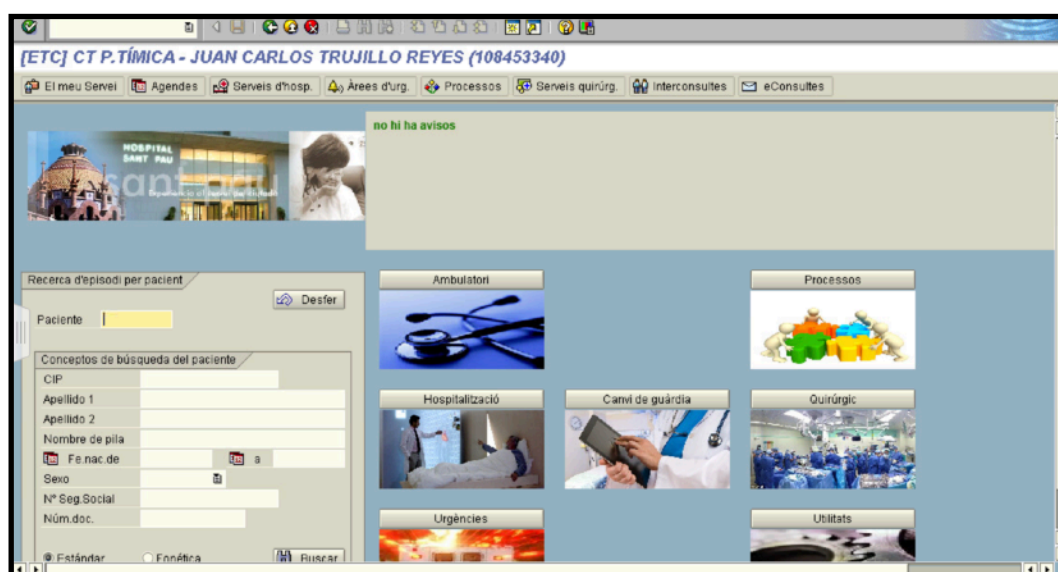 [ETC] CT P.TÍMICA - JUAN CARLOS TRUJILLO REYES (108453340)
El meu Servei Agendes Serveis d'hosp. Àrees d'urg. Processos Serveis quirúrg. Interconsultes eConsultes
no hi ha avisos
HOSPITAL
SANT PAU
sant pau
Recerca d'episodi per pacient
Desfer
Paciente
Conceptos de búsqueda del paciente
CIP
Apellido 1
Apellido 2
Nombre de pila
Fe.nac.de a
Sexo
Nº Seg.Social
Núm.doc.
Estándar Fonética Buscar
Ambulatori Processos
Hospitalització Canvi de guàrdia Quirúrgic
Urgències Utilitats